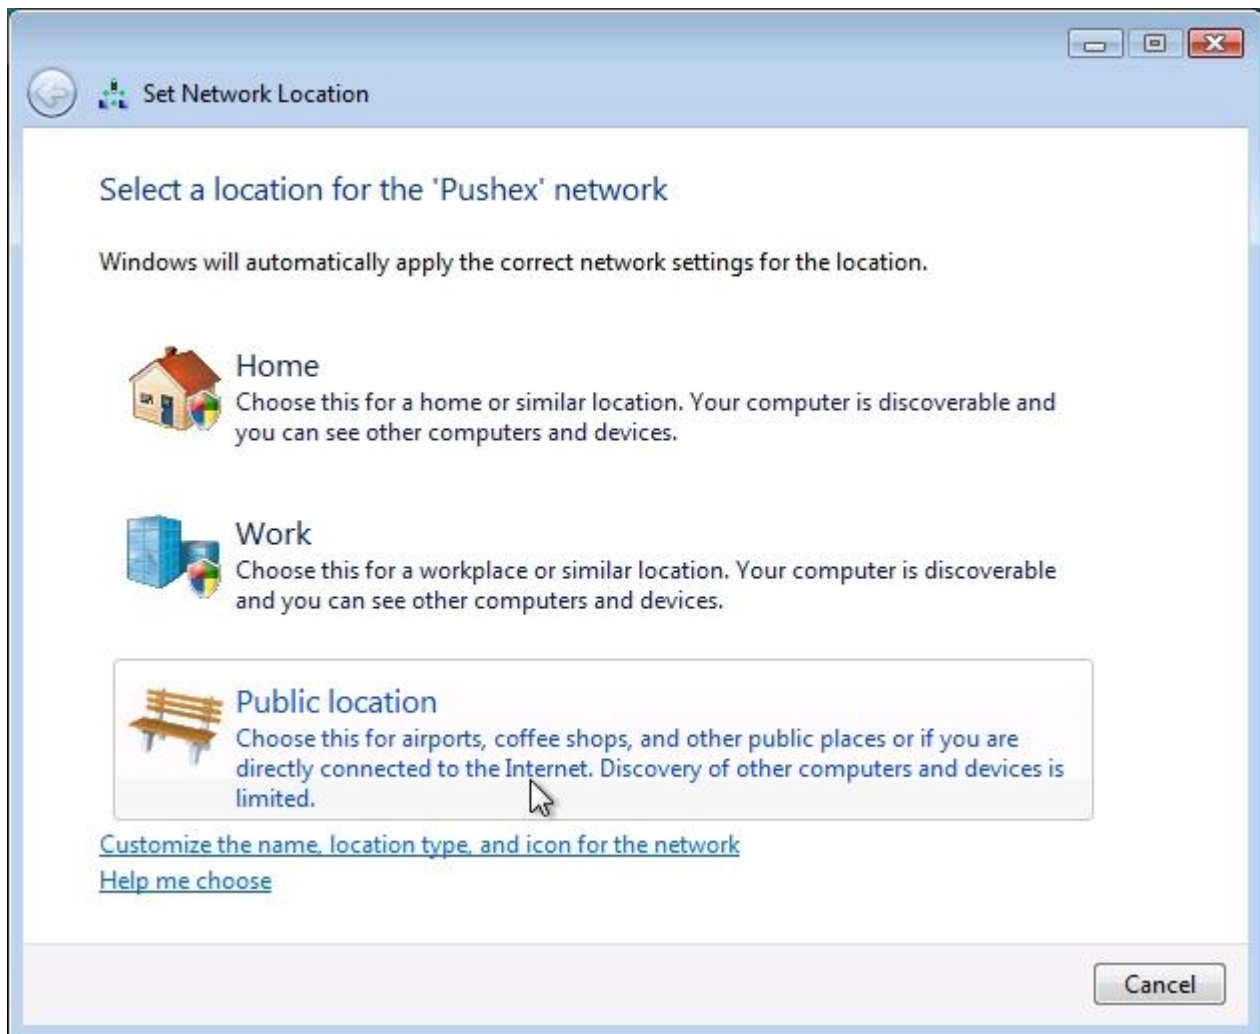 Set Network Location
Select a location for the 'Pushex' network
Windows will automatically apply the correct network settings for the location.
Home
Choose this for a home or similar location. Your computer is discoverable and
you can see other computers and devices.
Work
Choose this for a workplace or similar location. Your computer is discoverable
and you can see other computers and devices.
Public location
Choose this for airports, coffee shops, and other public places or if you are
directly connected to the Internet. Discovery of other computers and devices is
limited.
Customize the name, location type, and icon for the network
Help me choose
Cancel